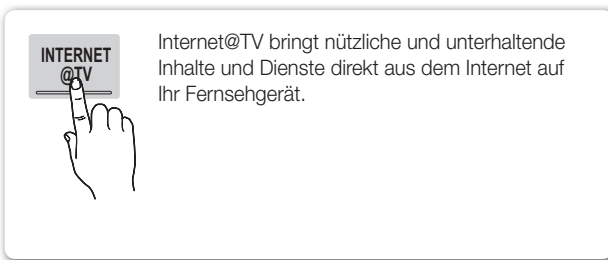 INTERNET
@TV
Internet@TV bringt nützliche und unterhaltende
Inhalte und Dienste direkt aus dem Internet auf
Ihr Fernsehgerät.